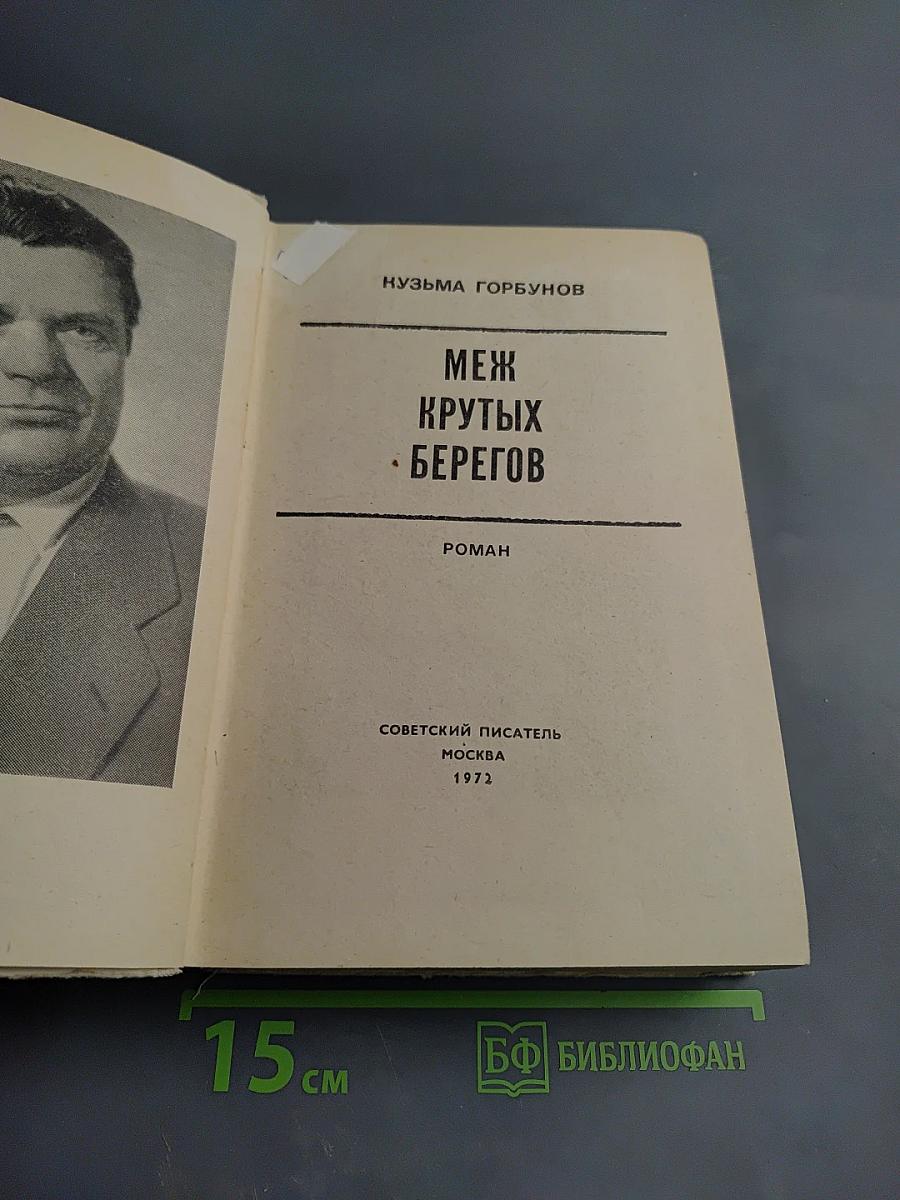 КУЗЬМА ГОРБУНОВ
МЕЖ
КРУТЫХ
БЕРЕГОВ
РОМАН
СОВЕТСКИЙ ПИСАТЕЛЬ
МОСКВА
1972
15 см
БФ БИБЛИОФАН